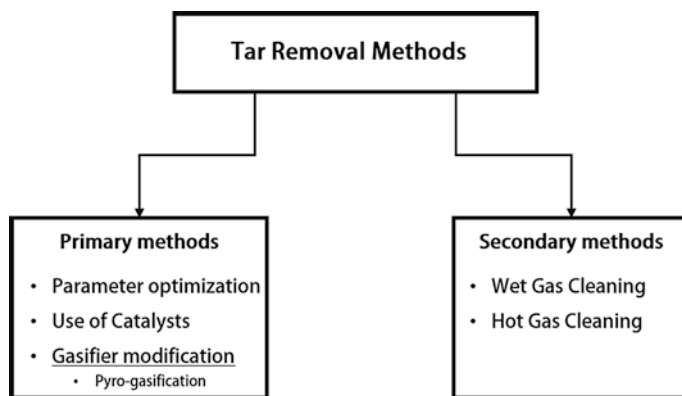 Tar Removal Methods
Primary methods
• Parameter optimization
• Use of Catalysts
• Gasifier modification
• Pyro-gasification
Secondary methods
• Wet Gas Cleaning
• Hot Gas Cleaning